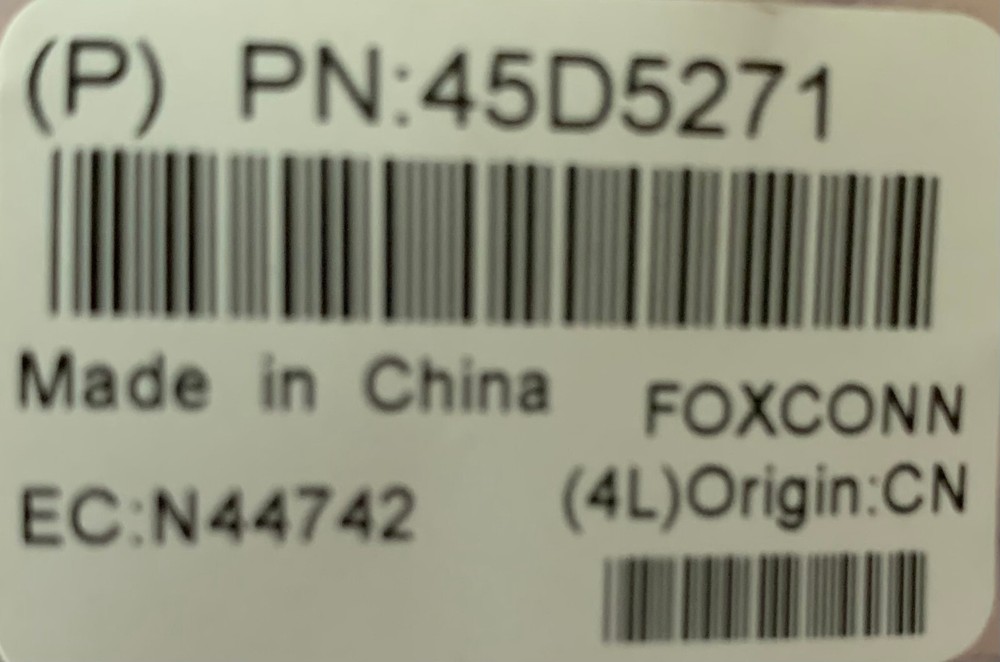 (P) PN:45D5271
Made in China
FOXCONN
EC:N44742
(4L)Origin:CN